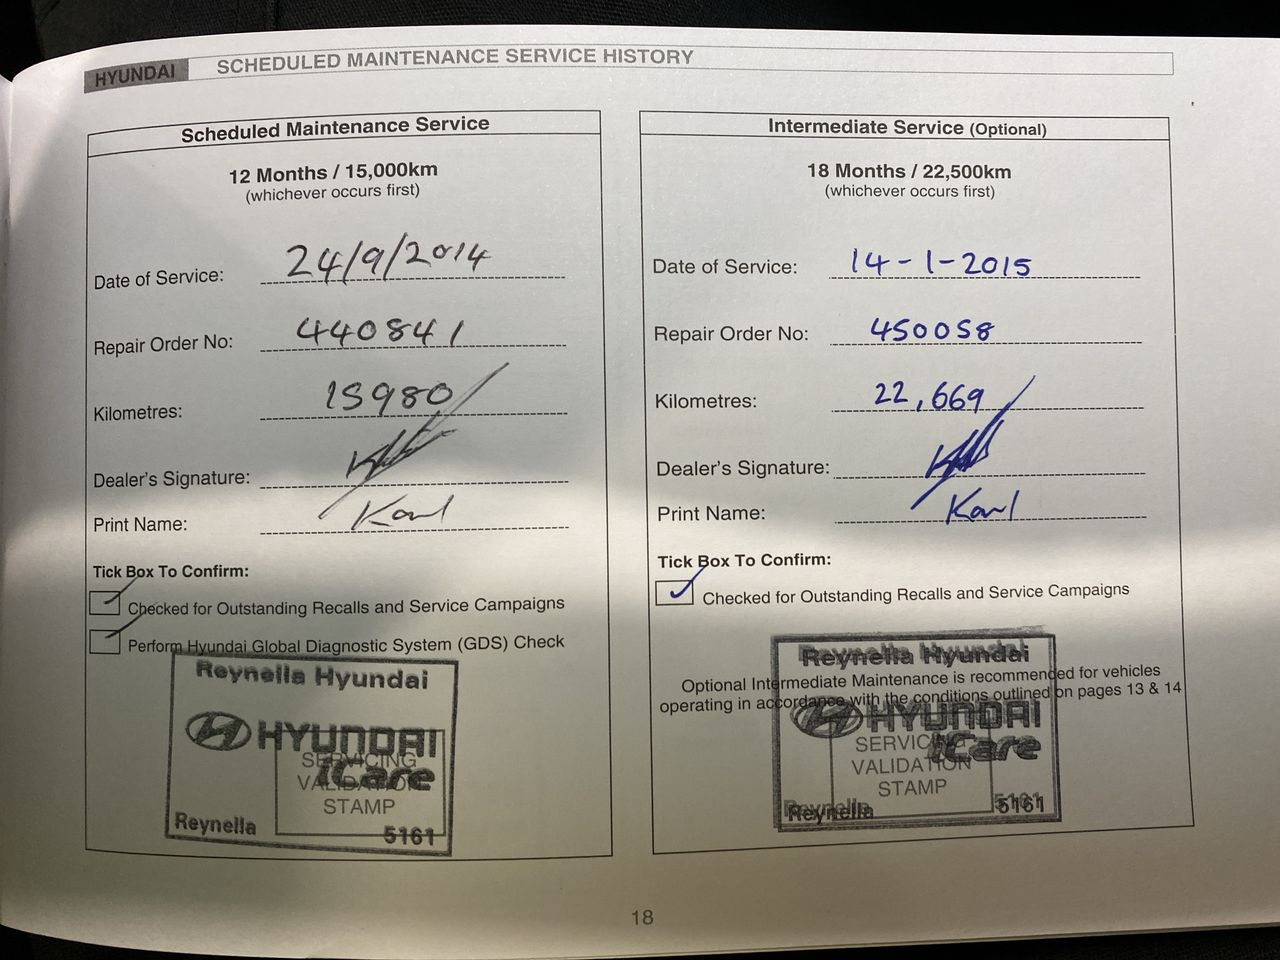 HYUNDAI SCHEDULED MAINTENANCE SERVICE HISTORY
Scheduled Maintenance Service
12 Months / 15,000km
(whichever occurs first)
Date of Service: 24/9/2014
Repair Order No: 440841
Kilometres: 15980
Dealer's Signature:
Print Name: Karl
Tick Box To Confirm:
Checked for Outstanding Recalls and Service Campaigns
Perform Hyundai Global Diagnostic System (GDS) Check
Reynella Hyundai
HYUNDAI
iCare
SERVICING
VALIDATION
STAMP
Reynella
5161
Intermediate Service (Optional)
18 Months / 22,500km
(whichever occurs first)
Date of Service: 14-1-2015
Repair Order No: 450058
Kilometres: 22,669
Dealer's Signature:
Print Name: Karl
Tick Box To Confirm:
Checked for Outstanding Recalls and Service Campaigns
Reynella Hyundai
Optional Intermediate Maintenance is recommended for vehicles
operating in accordance with the conditions outlined on pages 13 & 14
HYUNDAI
iCare
SERVICING
VALIDATION
STAMP
Reynella
5161
18